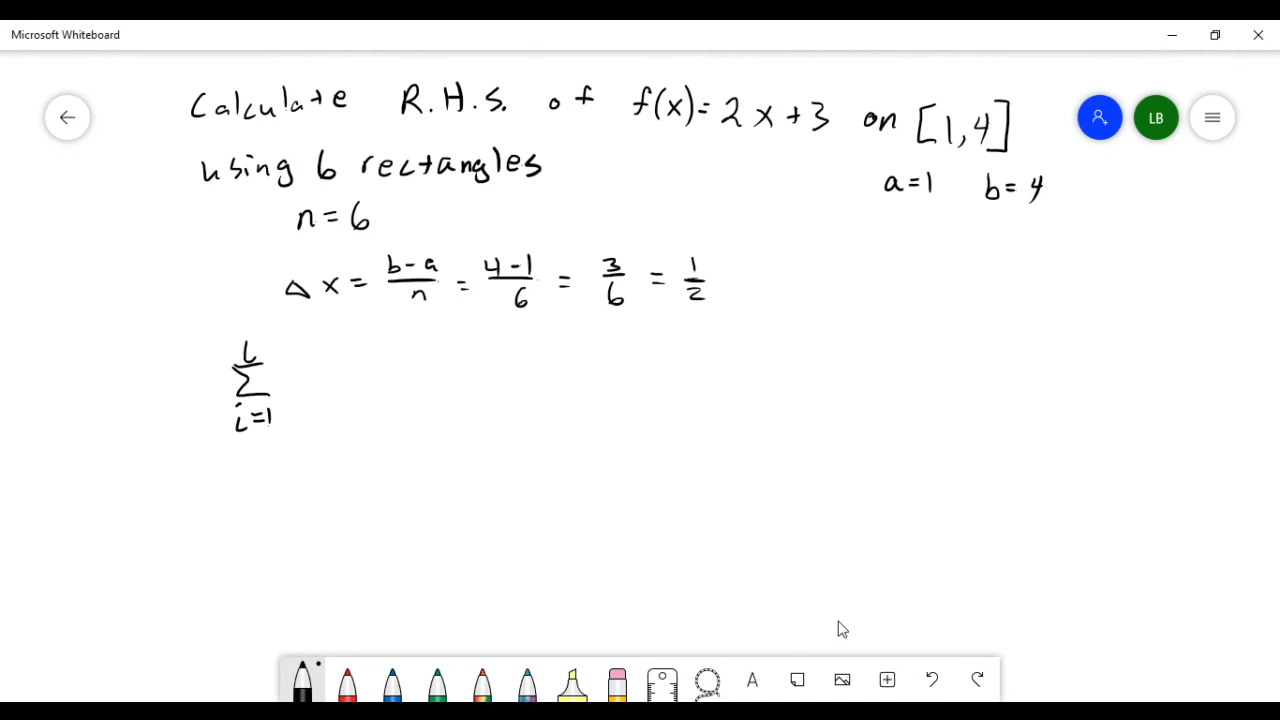 Microsoft Whiteboard
Calculate R.H.S. of f(x)=2x+3 on [1,4]
LB
using 6 rectangles
a=1 b=4
n=6
Δx = b-a/n = 4-1/6 = 3/6 = 1/2
∑
i=1
A